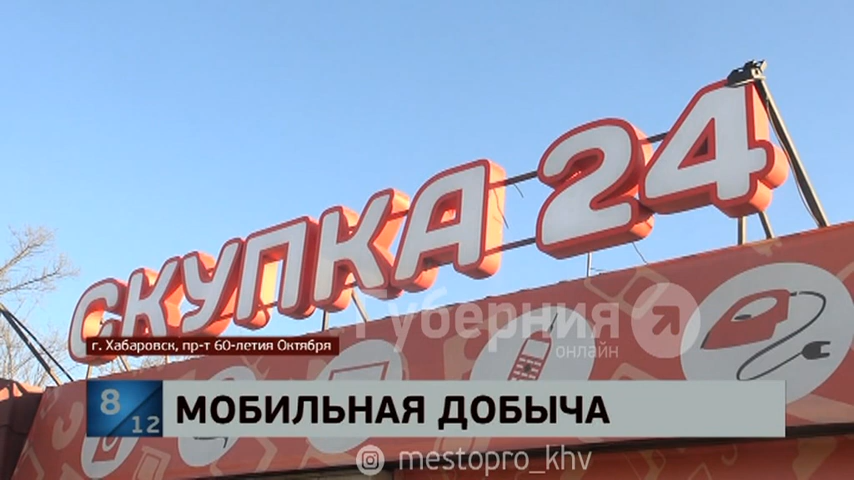 СКУПКА 24
Губерния
онлайн
г. Хабаровск, пр-т 60-летия Октября
8/12
МОБИЛЬНАЯ ДОБЫЧА
mestopro_khv